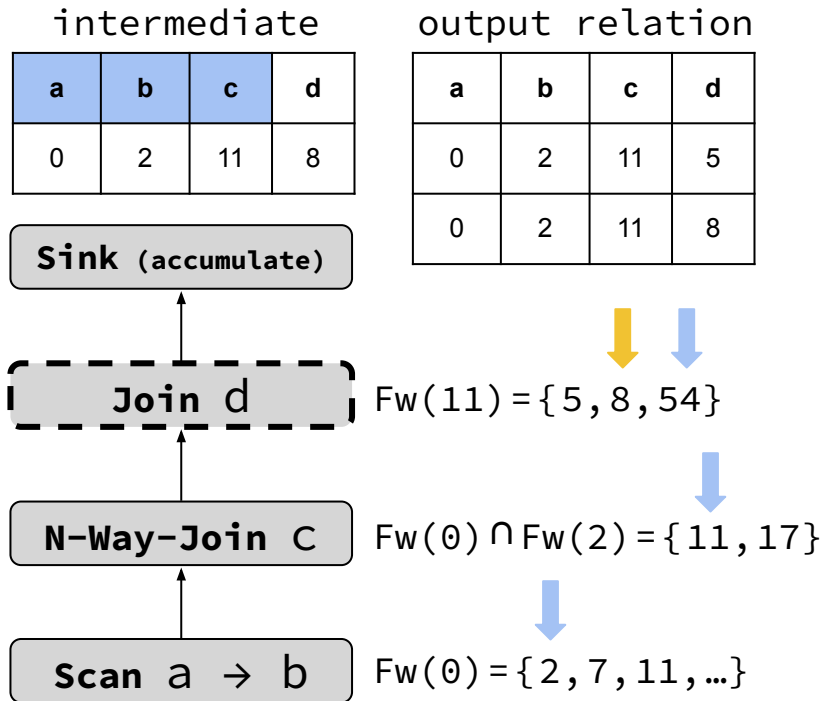 intermediate
a b c d
0 2 11 8
output relation
a b c d
0 2 11 5
0 2 11 8
Sink (accumulate)
Join d
Fw(11)={5,8,54}
N-Way-Join c
Fw(0)∩Fw(2)={11,17}
Scan a → b
Fw(0)={2,7,11,…}